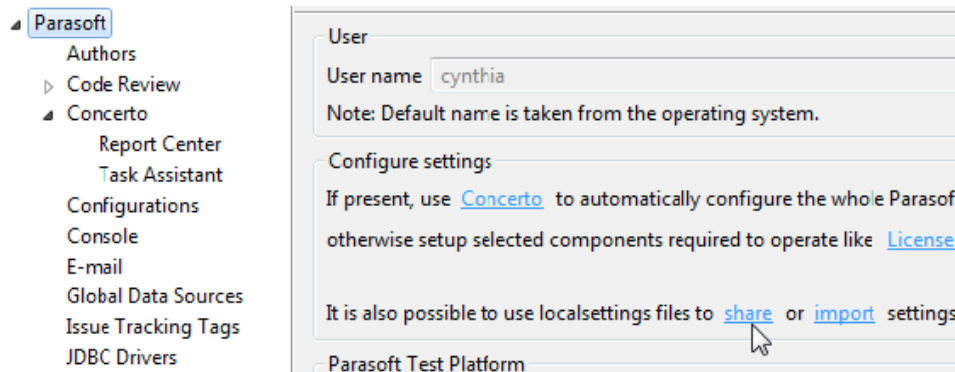 Parasoft
Authors
Code Review
Concerto
Report Center
Task Assistant
Configurations
Console
E-mail
Global Data Sources
Issue Tracking Tags
JDBC Drivers
User
User name cynthia
Note: Default name is taken from the operating system.
Configure settings
If present, use Concerto to automatically configure the whole Parasof
otherwise setup selected components required to operate like License
It is also possible to use localsettings files to share or import settings
Parasoft Test Platform